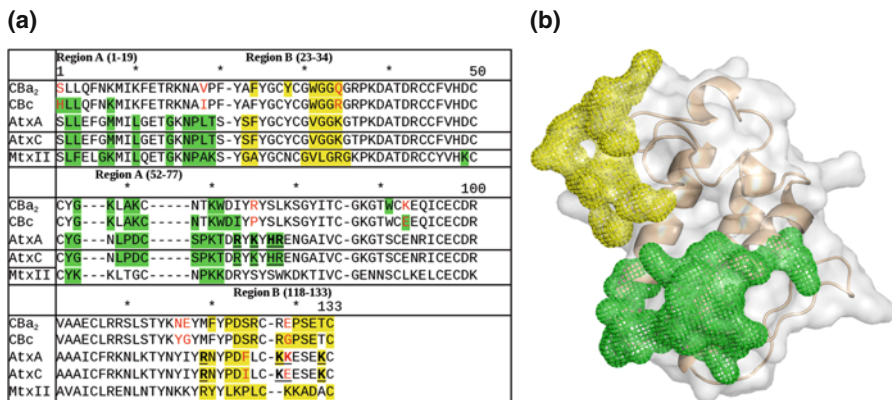 (a)
(b)
Region A (1-19) * * Region B (23-34) * *
1 50
CBa2 SLLQFNKMIKFETRKNAVPF-YAFYGCYCGWGGQGRPKDATDRCCFVHDC
CBc HLLQFNKMIKFETRKNAIPF-YAFYGCYCGWGGRGRPKDATDRCCFVHDC
AtxA SLLEFGMMILGETGKNPLTS-YSFYGCYCGVGGKGTPKDATDRCCFVHDC
AtxC SLLEFGMMILGETGKNPLTS-YSFYGCYCGVGGKGTPKDATDRCCFVHDC
MtxII SLFELGKMILQETGKNPAKS-YGAYGCNCGVLGRGKPKDATDRCCYVHKC
Region A (52-77)
* * * * 100
CBa2 CYG---KLAKC-----NTKWDIYRYSLKSGYITC-GKGTWCKEQICECDR
CBc CYG---KLAKC-----NTKWDIYPYSLKSGYITC-GKGTWCEEQICECDR
AtxA CYG---NLPDC-----SPKTDRYKYHRENGAIVC-GKGTSCENRICECDR
AtxC CYG---NLPDC-----SPKTDRYKYHRENGAIVC-GKGTSCENRICECDR
MtxII CYK---KLTGC-----NPKKDRYSYSWKDKTIVC-GENNSCLKELCECDK
Region B (118-133)
* * * 133
CBa2 VAAECLRRSLSTYKNEYMFYPDSRC-REPSETC
CBc VAAECLRRSLSTYKYGYMFYPDSRC-RGPSETC
AtxA AAAICFRKNLKTYNYIYRNYPDFLC-KKESEKC
AtxC AAAICFRKNLKTYNYIYRNYPDILC-KEESEKC
MtxII AVAICLRENLNTYNKKYRYYLKPLC--KKADAC